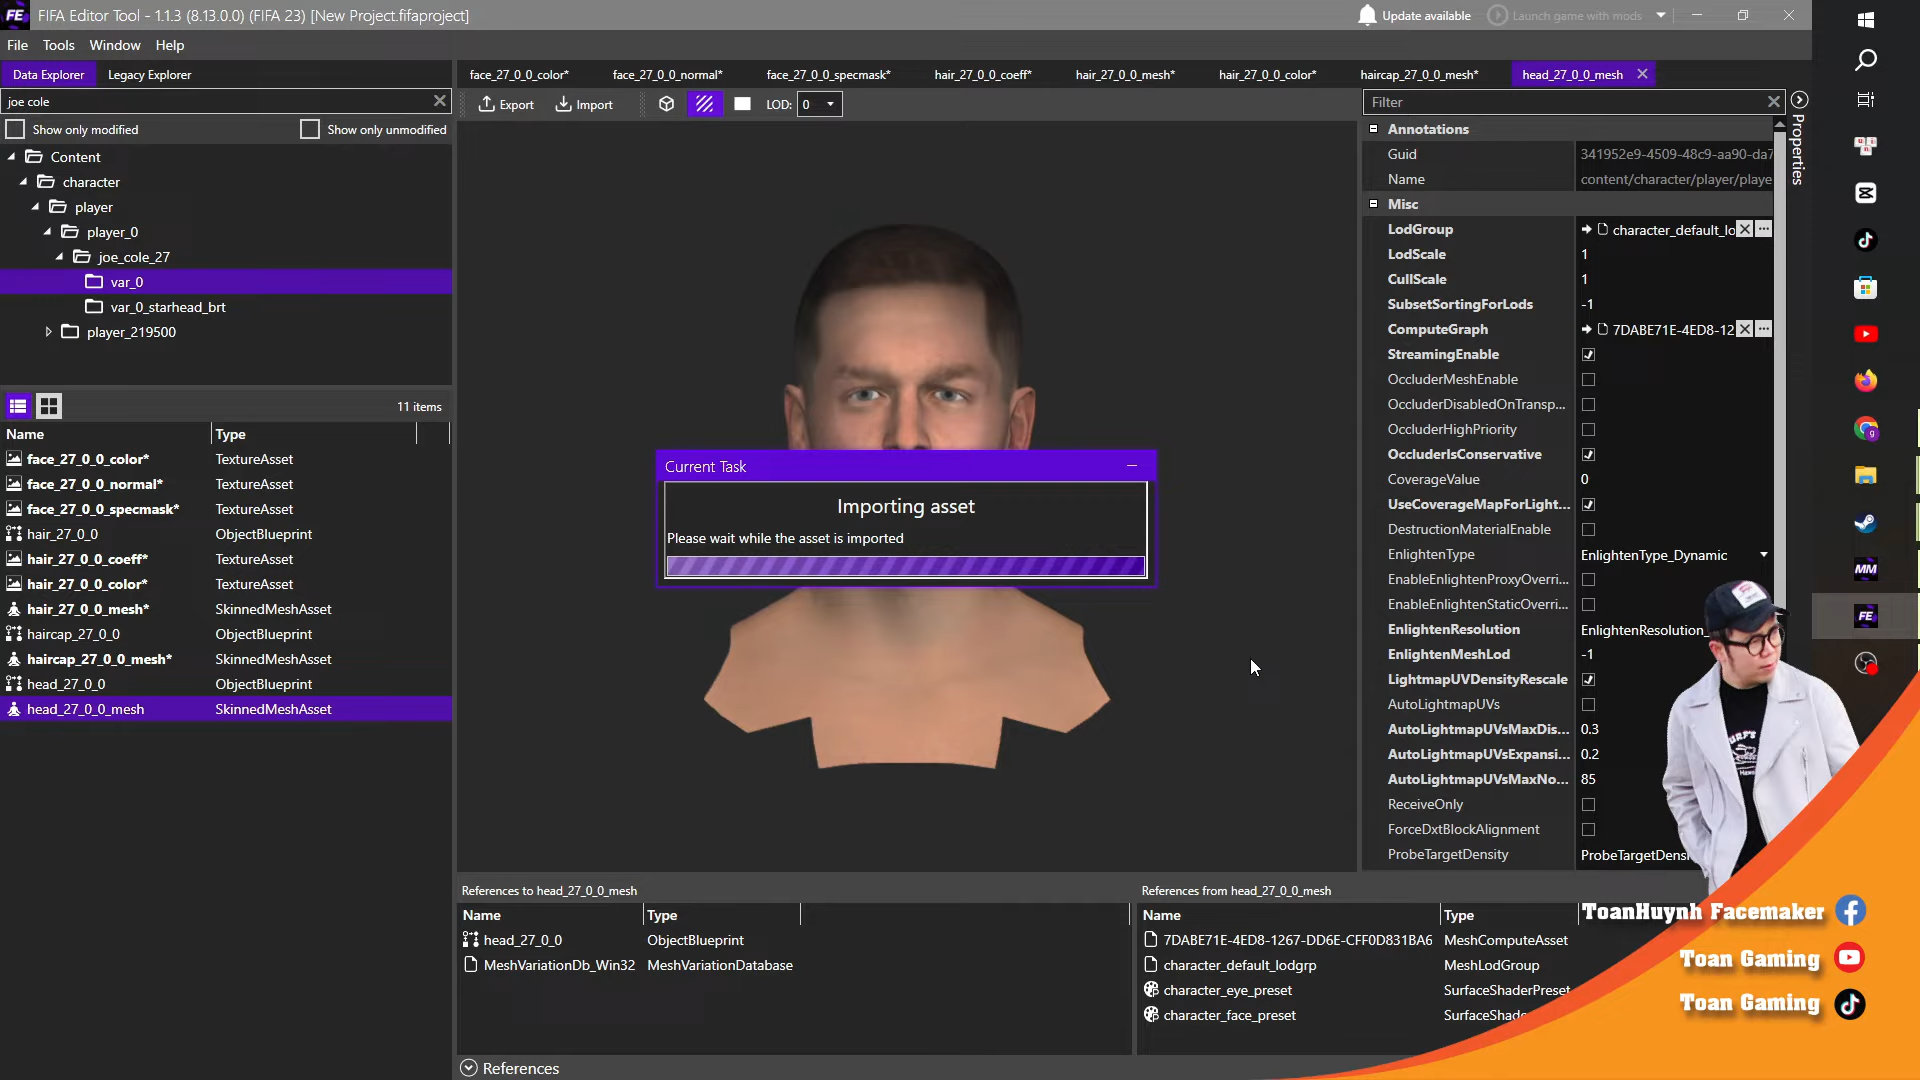 FE FIFA Editor Tool - 1.1.3 (8.13.0.0) (FIFA 23) [New Project.fifaproject]
Update available
Launch game with mods
File Tools Window Help
Data Explorer Legacy Explorer
joe cole
Show only modified
Show only unmodified
Content
character
player
player_0
joe_cole_27
var_0
var_0_starhead_brt
player_219500
11 items
Name Type
face_27_0_0_color* TextureAsset
face_27_0_0_normal* TextureAsset
face_27_0_0_specmask* TextureAsset
hair_27_0_0 ObjectBlueprint
hair_27_0_0_coeff* TextureAsset
hair_27_0_0_color* TextureAsset
hair_27_0_0_mesh* SkinnedMeshAsset
haircap_27_0_0 ObjectBlueprint
haircap_27_0_0_mesh* SkinnedMeshAsset
head_27_0_0 ObjectBlueprint
head_27_0_0_mesh SkinnedMeshAsset
face_27_0_0_color* face_27_0_0_normal* face_27_0_0_specmask* hair_27_0_0_coeff* hair_27_0_0_mesh* hair_27_0_0_color* haircap_27_0_0_mesh* head_27_0_0_mesh
Export Import LOD: 0
Current Task
Importing asset
Please wait while the asset is imported
Filter
Properties
Annotations
Guid 341952e9-4509-48c9-aa90-da7
Name content/character/player/playe
Misc
LodGroup character_default_lo
LodScale 1
CullScale 1
SubsetSortingForLods -1
ComputeGraph 7DABE71E-4ED8-12
StreamingEnable
OccluderMeshEnable
OccluderDisabledOnTransp...
OccluderHighPriority
OccluderIsConservative
CoverageValue 0
UseCoverageMapForLight...
DestructionMaterialEnable
EnlightenType EnlightenType_Dynamic
EnableEnlightenProxyOverri...
EnableEnlightenStaticOverri...
EnlightenResolution EnlightenResolution_
EnlightenMeshLod -1
LightmapUVDensityRescale
AutoLightmapUVs
AutoLightmapUVsMaxDis... 0.3
AutoLightmapUVsExpansi... 0.2
AutoLightmapUVsMaxNo... 85
ReceiveOnly
ForceDxtBlockAlignment
ProbeTargetDensity ProbeTargetDensi
References to head_27_0_0_mesh
Name Type
head_27_0_0 ObjectBlueprint
MeshVariationDb_Win32 MeshVariationDatabase
References from head_27_0_0_mesh
Name Type
7DABE71E-4ED8-1267-DD6E-CFF0D831BA6 MeshComputeAsset
character_default_lodgrp MeshLodGroup
character_eye_preset SurfaceShaderPreset
character_face_preset SurfaceShade
References
MM
FE
ToanHuynh Facemaker
Toan Gaming
Toan Gaming